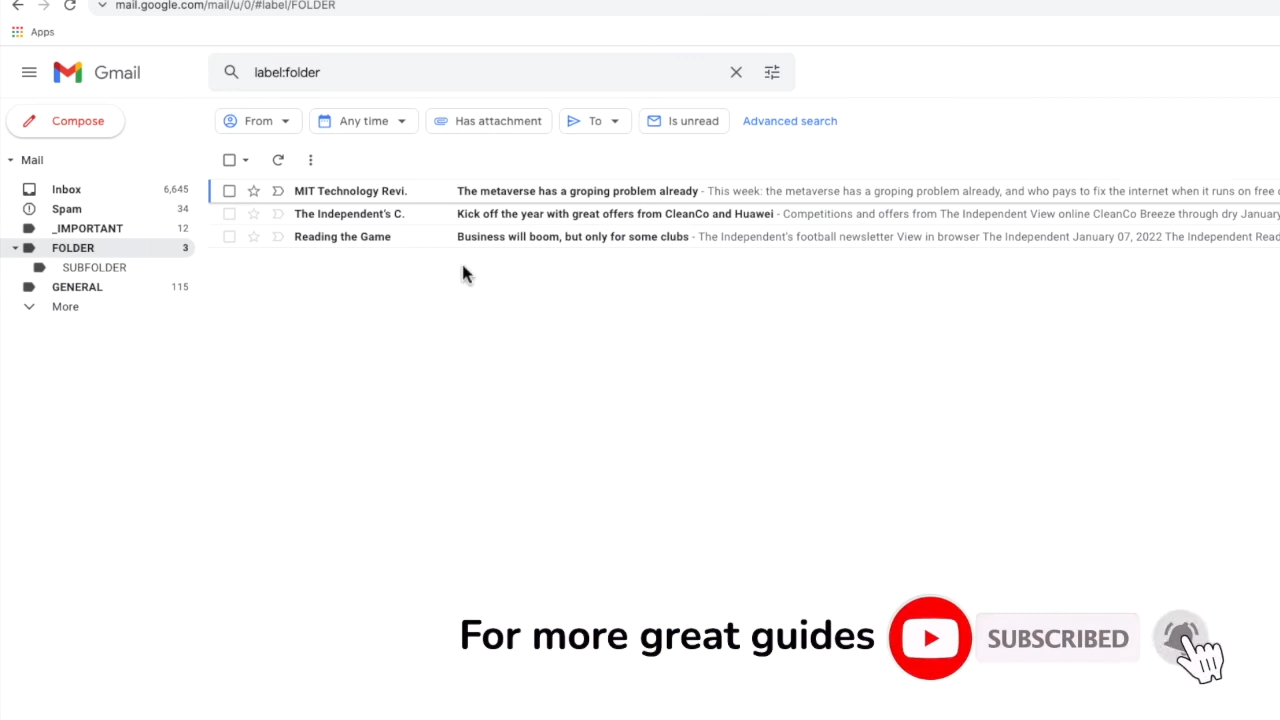 mail.google.com/mail/u/0/#label/FOLDER
Apps
Gmail
label:folder
Compose
From
Any time
Has attachment
To
Is unread
Advanced search
Mail
Inbox 6,645
Spam 34
_IMPORTANT 12
FOLDER 3
SUBFOLDER
GENERAL 115
More
MIT Technology Revi. The metaverse has a groping problem already - This week: the metaverse has a groping problem already, and who pays to fix the internet when it runs on free
The Independent's C. Kick off the year with great offers from CleanCo and Huawei - Competitions and offers from The Independent View online CleanCo Breeze through dry January
Reading the Game Business will boom, but only for some clubs - The Independent's football newsletter View in browser The Independent January 07, 2022 The Independent Read
For more great guides
SUBSCRIBED